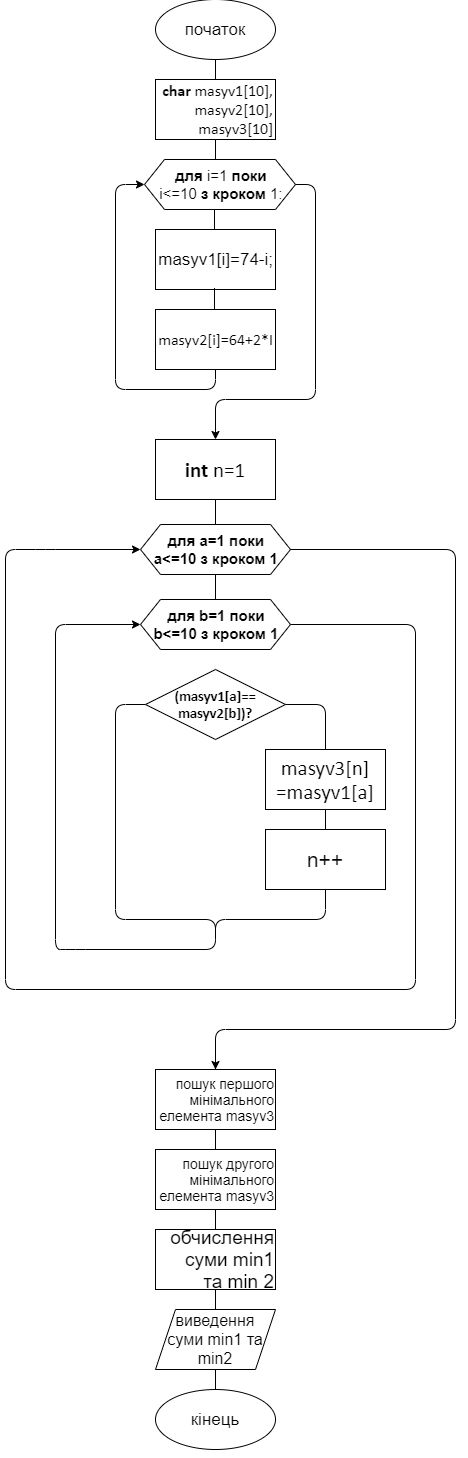 початок
char masyv1[10],
masyv2[10],
masyv3[10]
для i=1 поки
i<=10 з кроком 1:
masyv1[i]=74-i;
masyv2[i]=64+2*I
int n=1
для a=1 поки
a<=10 з кроком 1
для b=1 поки
b<=10 з кроком 1
(masyv1[a]==
masyv2[b])?
masyv3[n]
=masyv1[a]
n++
пошук першого
мінімального
елемента masyv3
пошук другого
мінімального
елемента masyv3
обчислення
суми min1
та min 2
виведення
суми min1 та
min2
кінець